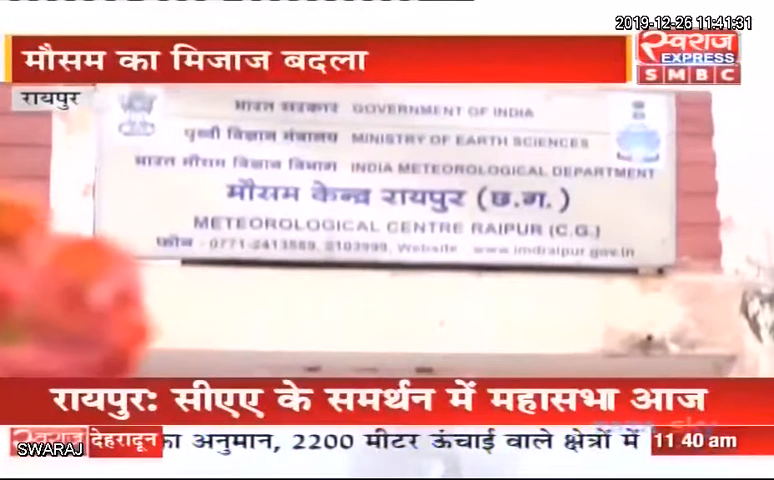 2019-12-26 11:41:31
स्वराज
EXPRESS
SMBC
मौसम का मिजाज बदला
रायपुर
भारत सरकार GOVERNMENT OF INDIA
पृथ्वी विज्ञान मंत्रालय MINISTRY OF EARTH SCIENCES
भारत मौसम विज्ञान विभाग INDIA METEOROLOGICAL DEPARTMENT
मौसम केन्द्र रायपुर (छ.ग.)
METEOROLOGICAL CENTRE RAIPUR (C.G.)
फोन - 0771-2413569, Website - www.imdraipur.gov.in
रायपुर: सीएए के समर्थन में महासभा आज
स्वराज देहरादून का अनुमान, 2200 मीटर ऊंचाई वाले क्षेत्रों में 11 40 am
SWARAJ